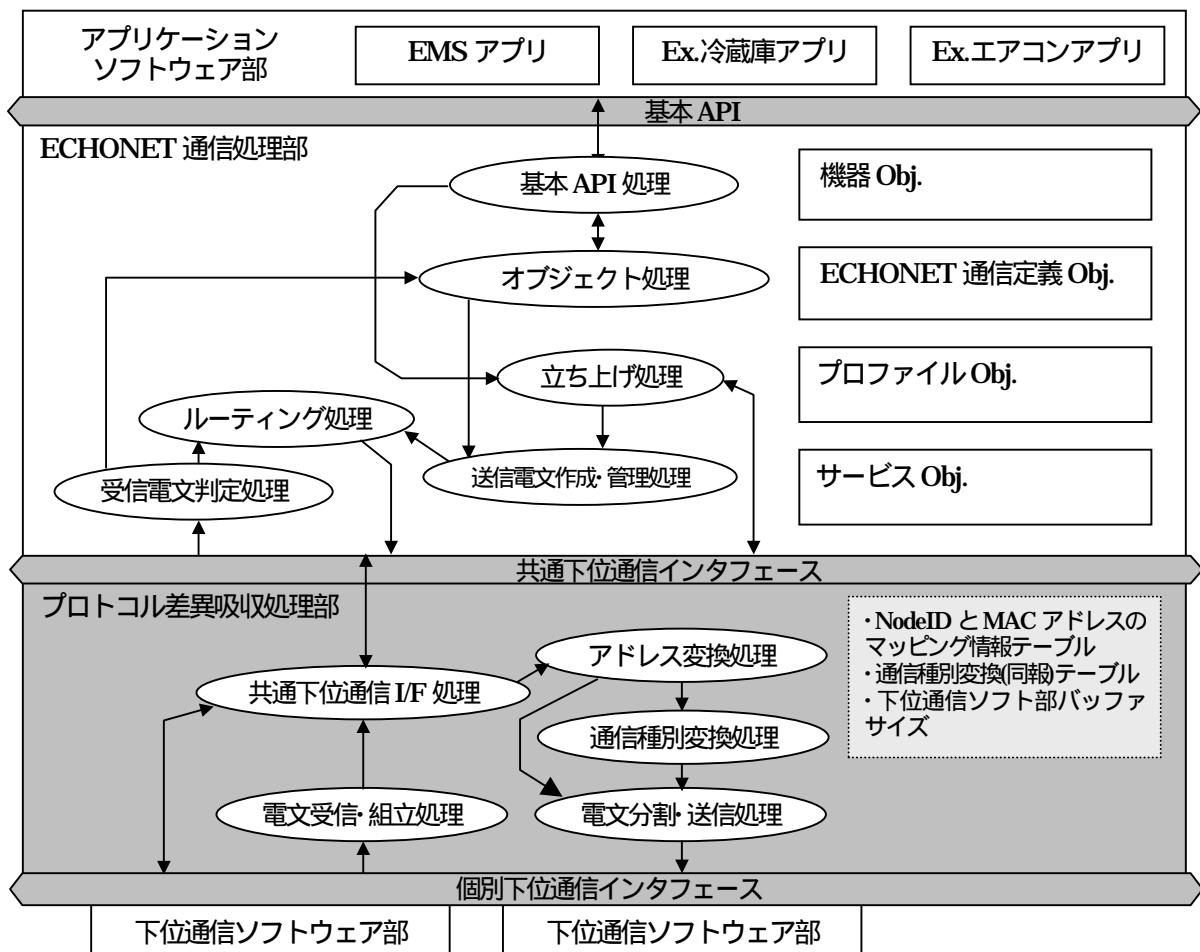 アプリケーション
ソフトウェア部
EMS アプリ
Ex.冷蔵庫アプリ
Ex.エアコンアプリ
基本 API
ECHONET 通信処理部
基本 API 処理
機器 Obj.
オブジェクト処理
ECHONET 通信定義 Obj.
立ち上げ処理
プロファイル Obj.
ルーティング処理
送信電文作成・管理処理
サービス Obj.
受信電文判定処理
共通下位通信インタフェース
プロトコル差異吸収処理部
・NodeID と MAC アドレスの
マッピング情報テーブル
・通信種別変換(同報)テーブル
・下位通信ソフト部バッファ
サイズ
アドレス変換処理
共通下位通信 I/F 処理
通信種別変換処理
電文受信・組立処理
電文分割・送信処理
個別下位通信インタフェース
下位通信ソフトウェア部
下位通信ソフトウェア部